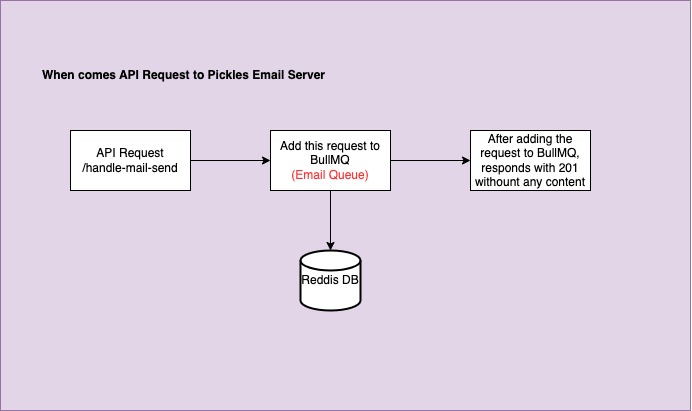 When comes API Request to Pickles Email Server
API Request
/handle-mail-send
Add this request to
BullMQ
(Email Queue)
After adding the
request to BullMQ,
responds with 201
withount any content
Reddis DB